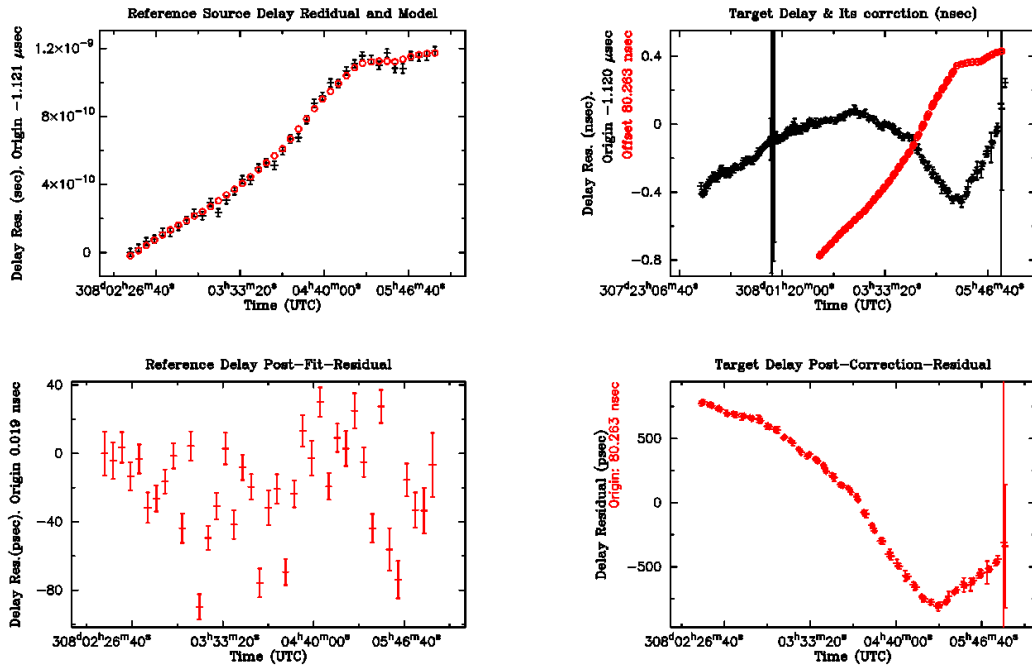 Reference Source Delay Redidual and Model
Delay Res. (sec). Origin −1.121 μsec
1.2×10⁻⁹
8×10⁻¹⁰
4×10⁻¹⁰
0
308ᵈ02ʰ26ᵐ40ˢ 03ʰ33ᵐ20ˢ 04ʰ40ᵐ00ˢ 05ʰ46ᵐ40ˢ
Time (UTC)
Target Delay & Its corrction (nsec)
Delay Res. (nsec).
Origin −1.120 μsec
Offset 80.263 nsec
0.4
0
−0.4
−0.8
307ᵈ23ʰ06ᵐ40ˢ 308ᵈ01ʰ20ᵐ00ˢ 03ʰ33ᵐ20ˢ 05ʰ46ᵐ40ˢ
Time (UTC)
Reference Delay Post−Fit−Residual
Delay Res.(psec). Origin 0.019 nsec
40
0
−40
−80
308ᵈ02ʰ26ᵐ40ˢ 03ʰ33ᵐ20ˢ 04ʰ40ᵐ00ˢ 05ʰ46ᵐ40ˢ
Time (UTC)
Target Delay Post−Correction−Residual
Delay Residual (psec)
Origin: 80.263 nsec
500
0
−500
308ᵈ02ʰ26ᵐ40ˢ 03ʰ33ᵐ20ˢ 04ʰ40ᵐ00ˢ 05ʰ46ᵐ40ˢ
Time (UTC)